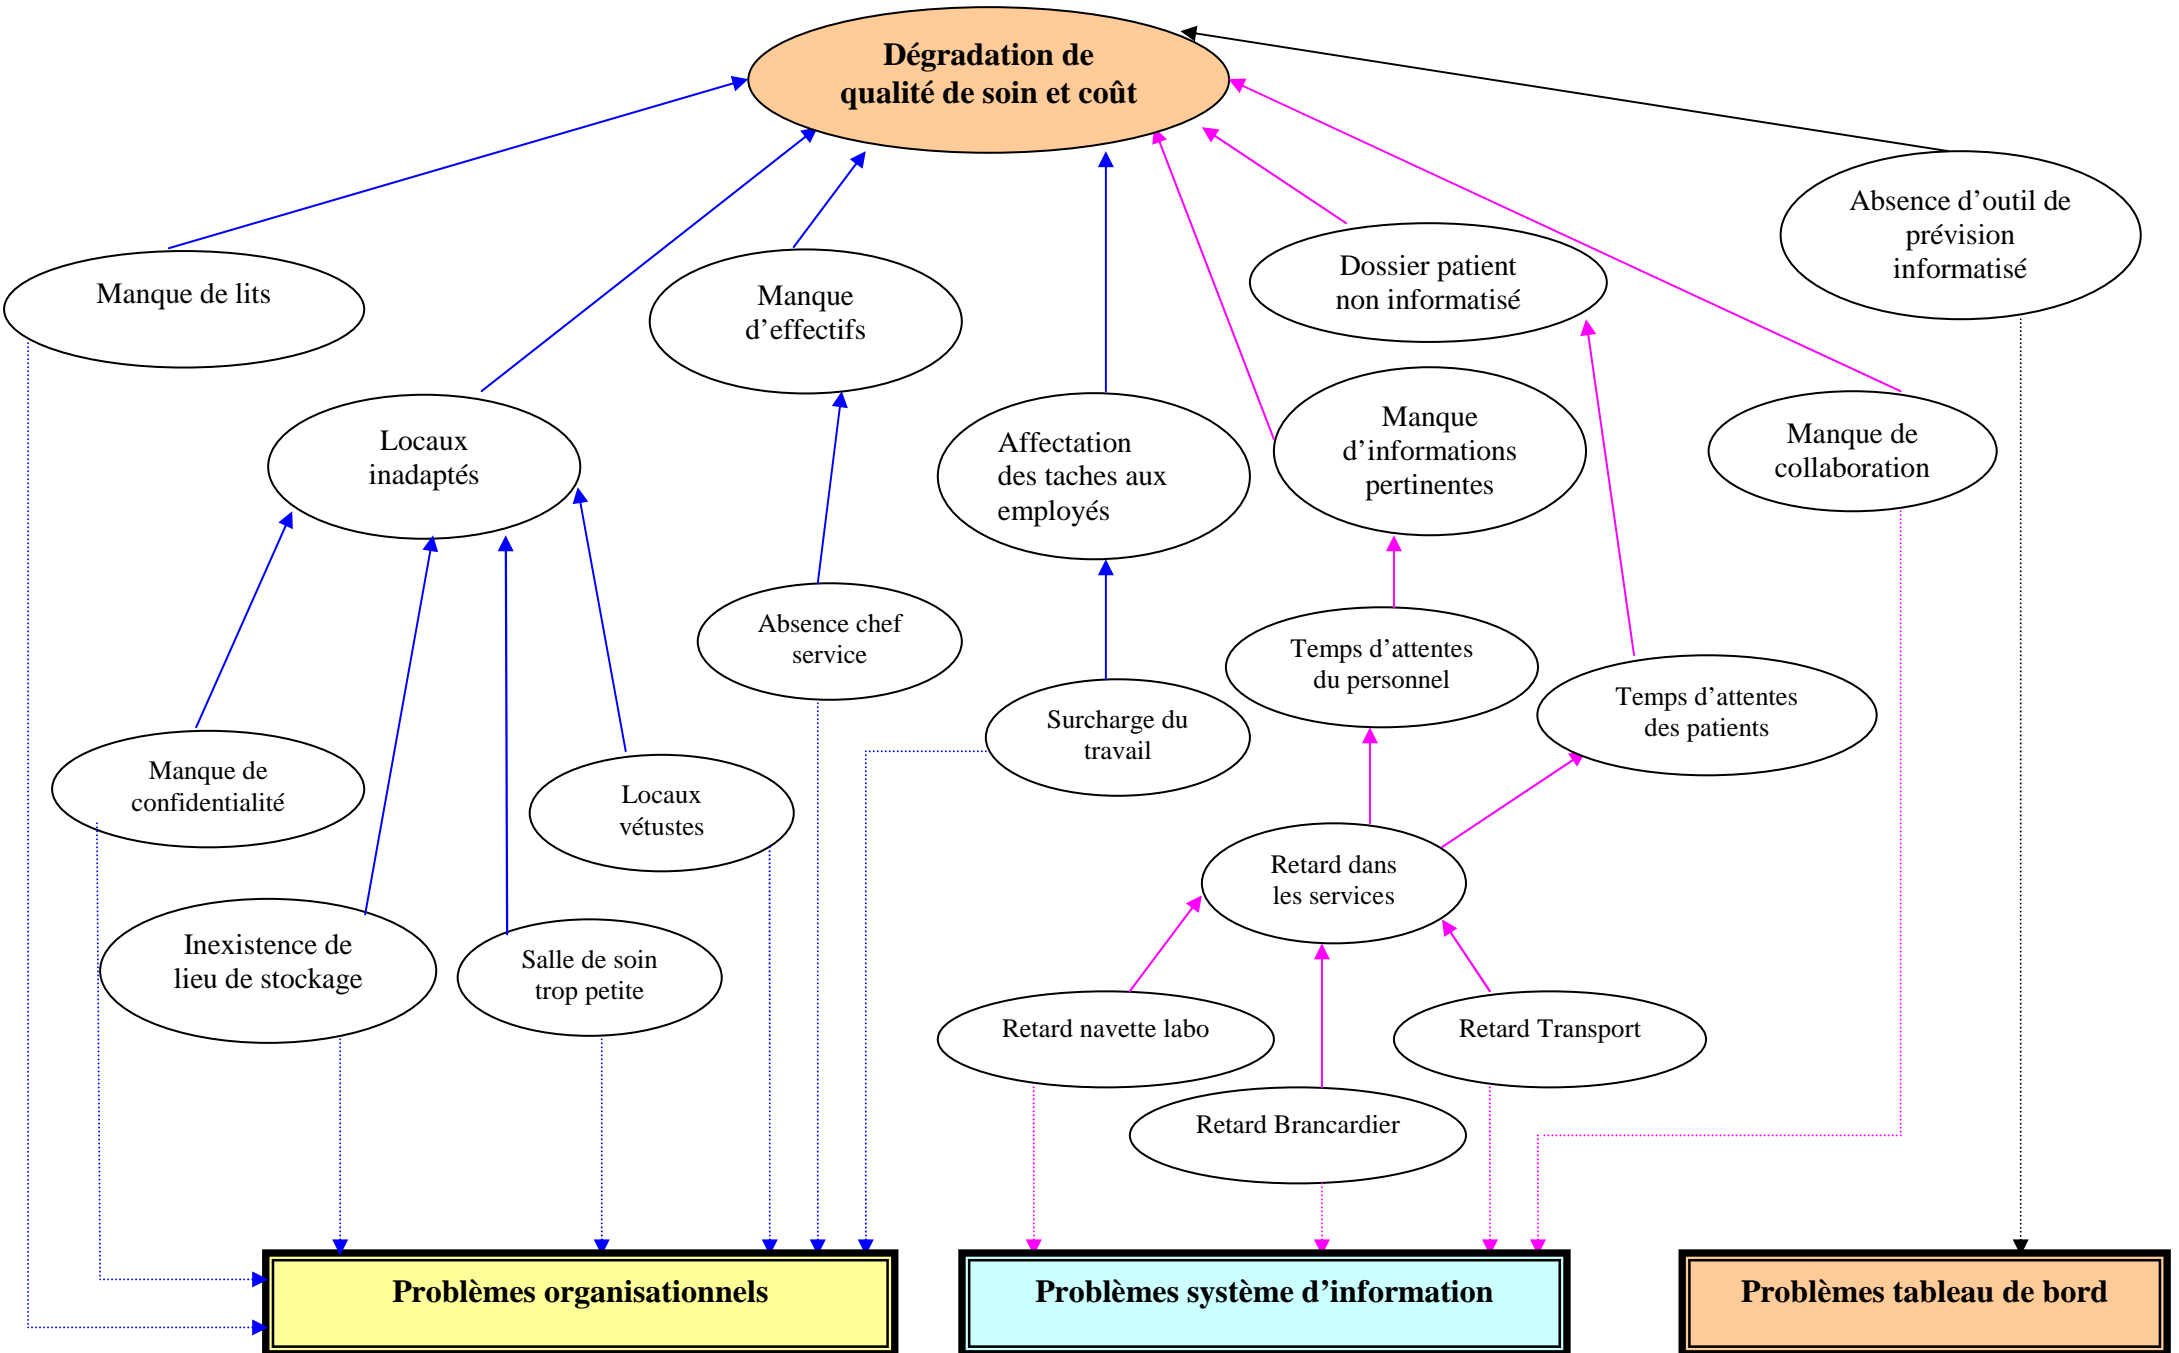 Dégradation de
qualité de soin et coût
Absence d’outil de
prévision
informatisé
Manque de lits
Manque
d’effectifs
Dossier patient
non informatisé
Locaux
inadaptés
Affectation
des taches aux
employés
Manque
d’informations
pertinentes
Manque de
collaboration
Absence chef
service
Temps d’attentes
du personnel
Temps d’attentes
des patients
Surcharge du
travail
Manque de
confidentialité
Locaux
vétustes
Retard dans
les services
Inexistence de
lieu de stockage
Salle de soin
trop petite
Retard navette labo
Retard Transport
Retard Brancardier
Problèmes organisationnels
Problèmes système d’information
Problèmes tableau de bord